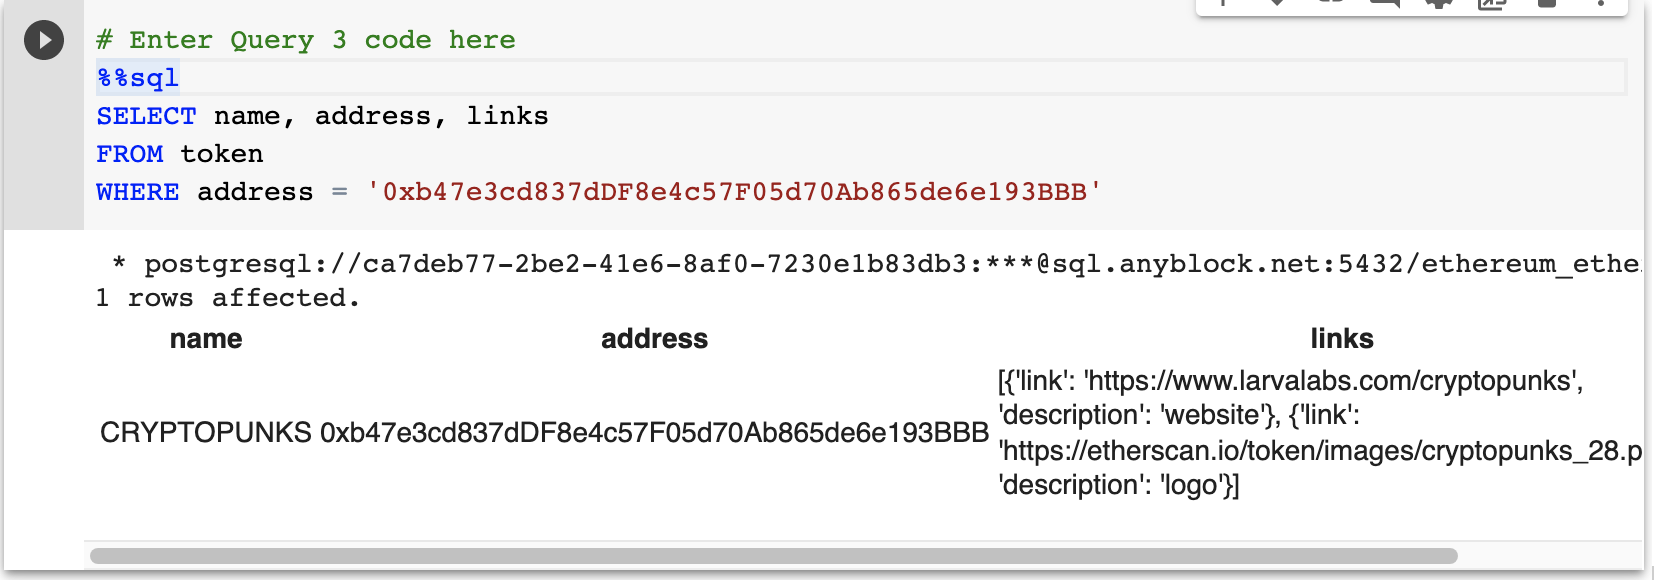 # Enter Query 3 code here
%%sql
SELECT name, address, links
FROM token
WHERE address = '0xb47e3cd837dDF8e4c57F05d70Ab865de6e193BBB'
* postgresql://ca7deb77-2be2-41e6-8af0-7230e1b83db3:***@sql.anyblock.net:5432/ethereum_ethe
1 rows affected.
name address links
[{'link': 'https://www.larvalabs.com/cryptopunks',
'description': 'website'}, {'link':
CRYPTOPUNKS 0xb47e3cd837dDF8e4c57F05d70Ab865de6e193BBB
'https://etherscan.io/token/images/cryptopunks_28.p
'description': 'logo'}]